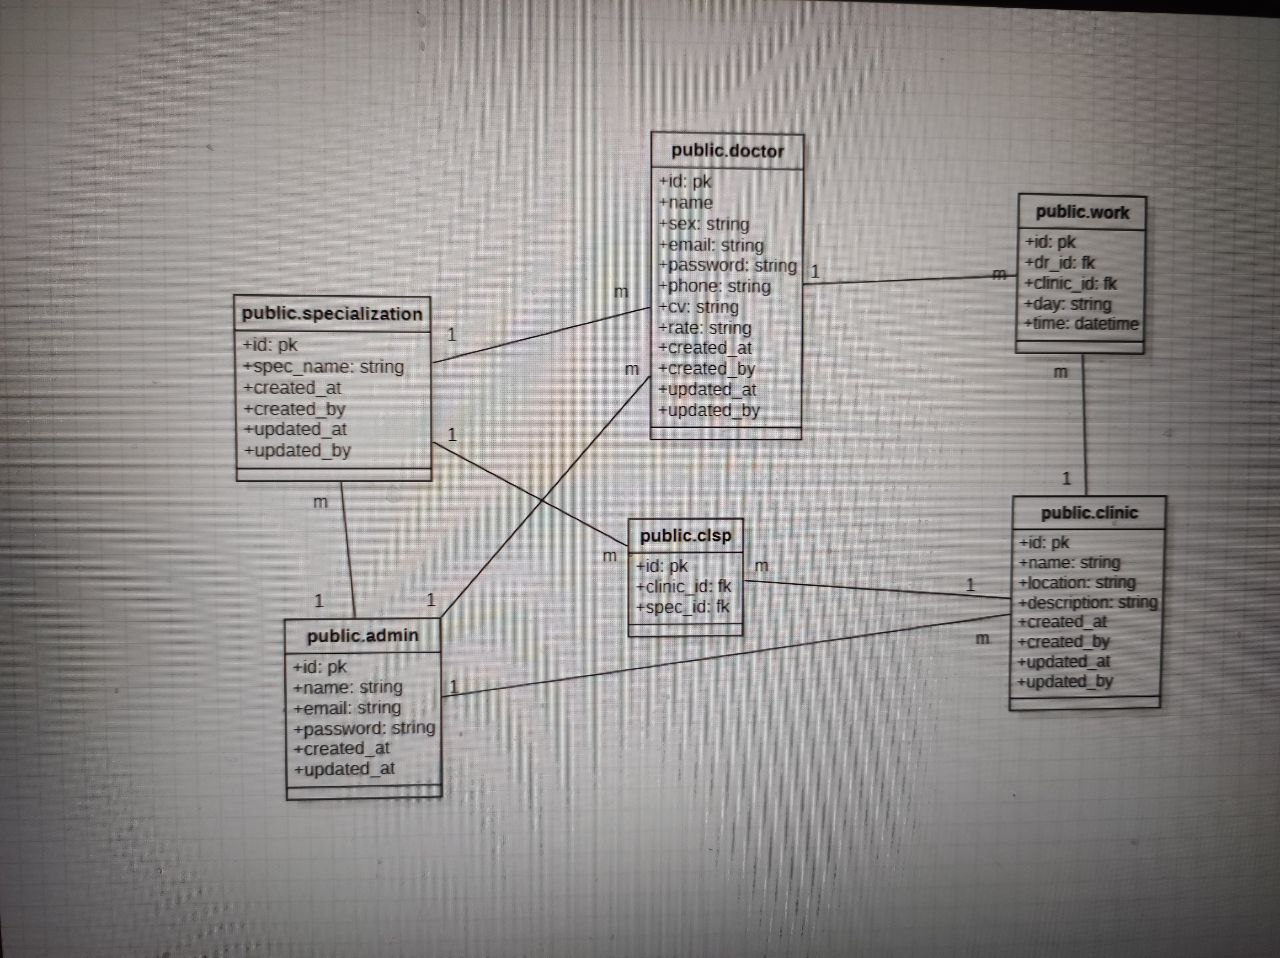 public.doctor
+id: pk
+name
+sex: string
+email: string
+password: string
+phone: string
+cv: string
+rate: string
+created_at
+created_by
+updated_at
+updated_by
public.work
+id: pk
+dr_id: fk
+clinic_id: fk
+day: string
+time: datetime
1
m
public.specialization
+id: pk
+spec_name: string
+created_at
+created_by
+updated_at
+updated_by
1
m
m
1
m
1
m
m
1
public.clsp
+id: pk
+clinic_id: fk
+spec_id: fk
m
1
public.clinic
+id: pk
+name: string
+location: string
+description: string
+created_at
+created_by
+updated_at
+updated_by
1
1
m
public.admin
+id: pk
+name: string
+email: string
+password: string
+created_at
+updated_at